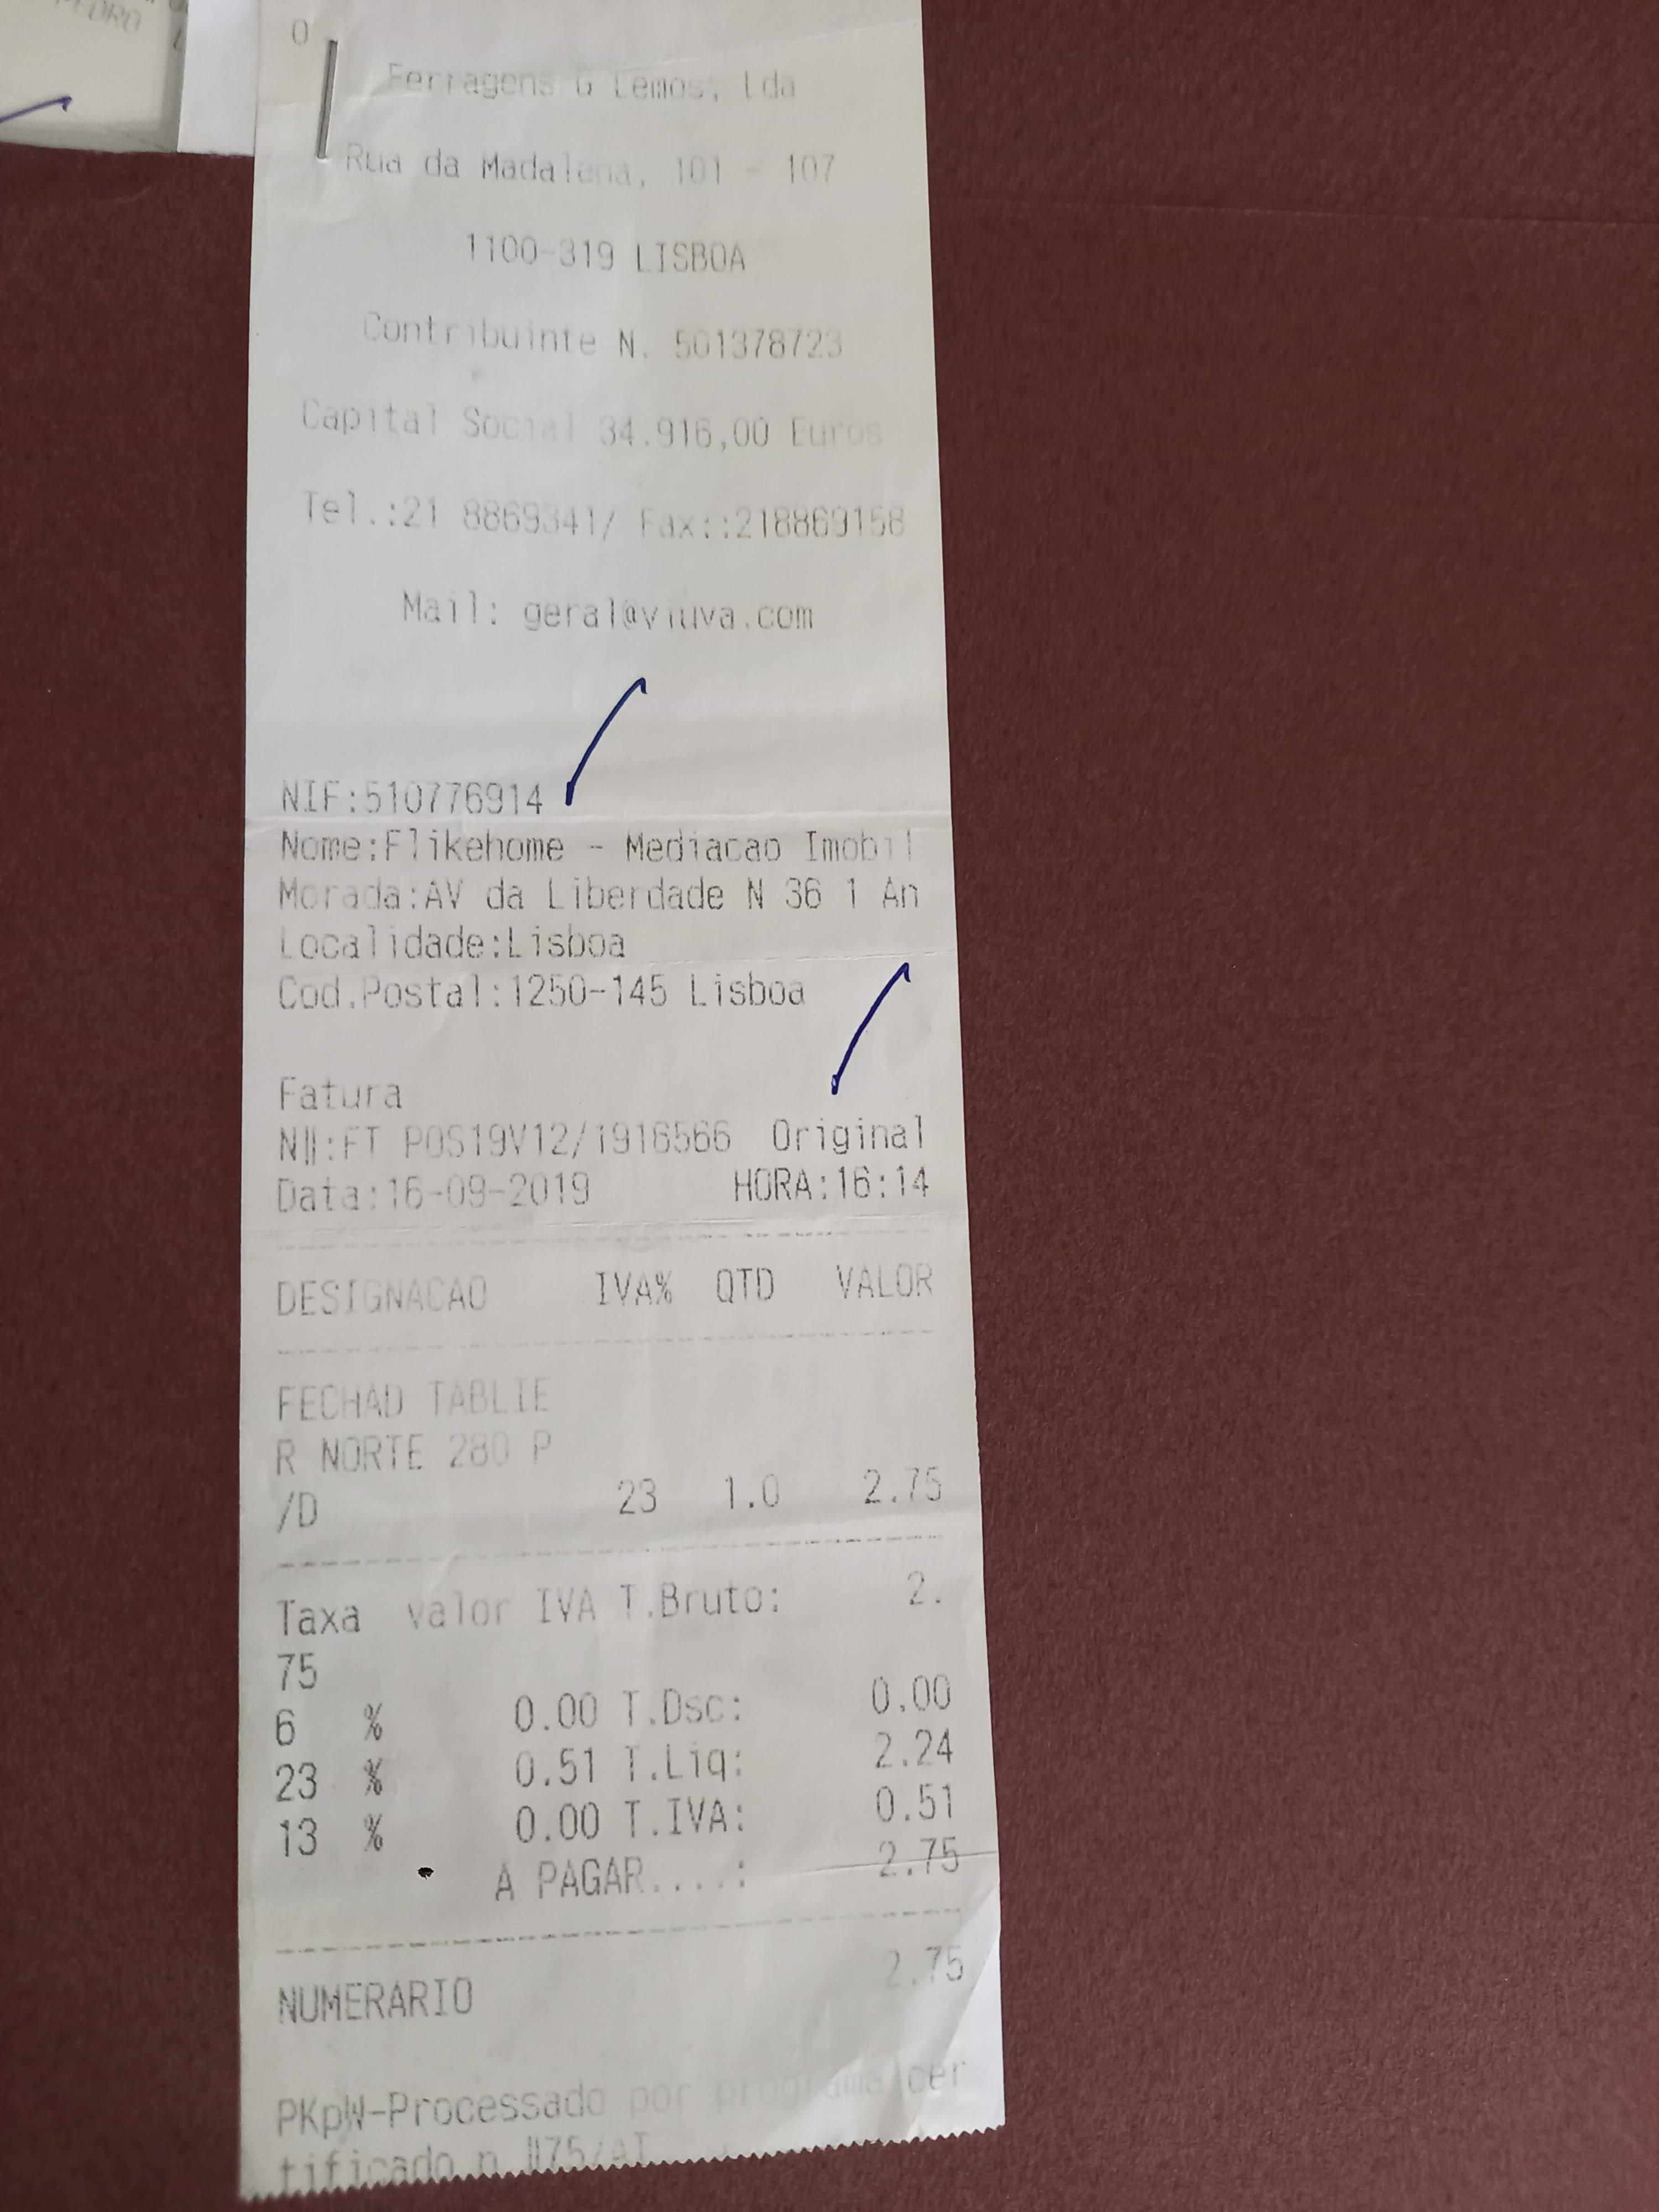 PEDRO
0
Ferragens G Lemos, Lda
Rua da Madalena, 101 - 107
1100-319 LISBOA
Contribuinte N. 501378723
Capital Social 34.916,00 Euros
Tel.:21 8869341/ Fax::218869158
Mail: geral@viuva.com
NIF:510776914
Nome:Flikehome - Mediacao Imobil
Morada:AV da Liberdade N 36 1 An
Localidade:Lisboa
Cod.Postal:1250-145 Lisboa
Fatura
Nº:FT POS19V12/1916566 Original
Data:16-09-2019 HORA:16:14
DESIGNACAO IVA% QTD VALOR
FECHAD TABLIE
R NORTE 280 P
/D 23 1.0 2.75
Taxa valor IVA T.Bruto: 2.
75
6 % 0.00 T.Dsc: 0.00
23 % 0.51 T.Liq: 2.24
13 % 0.00 T.IVA: 0.51
A PAGAR....: 2.75
NUMERARIO 2.75
PKpW-Processado por programa cer
tificado n º75/AT